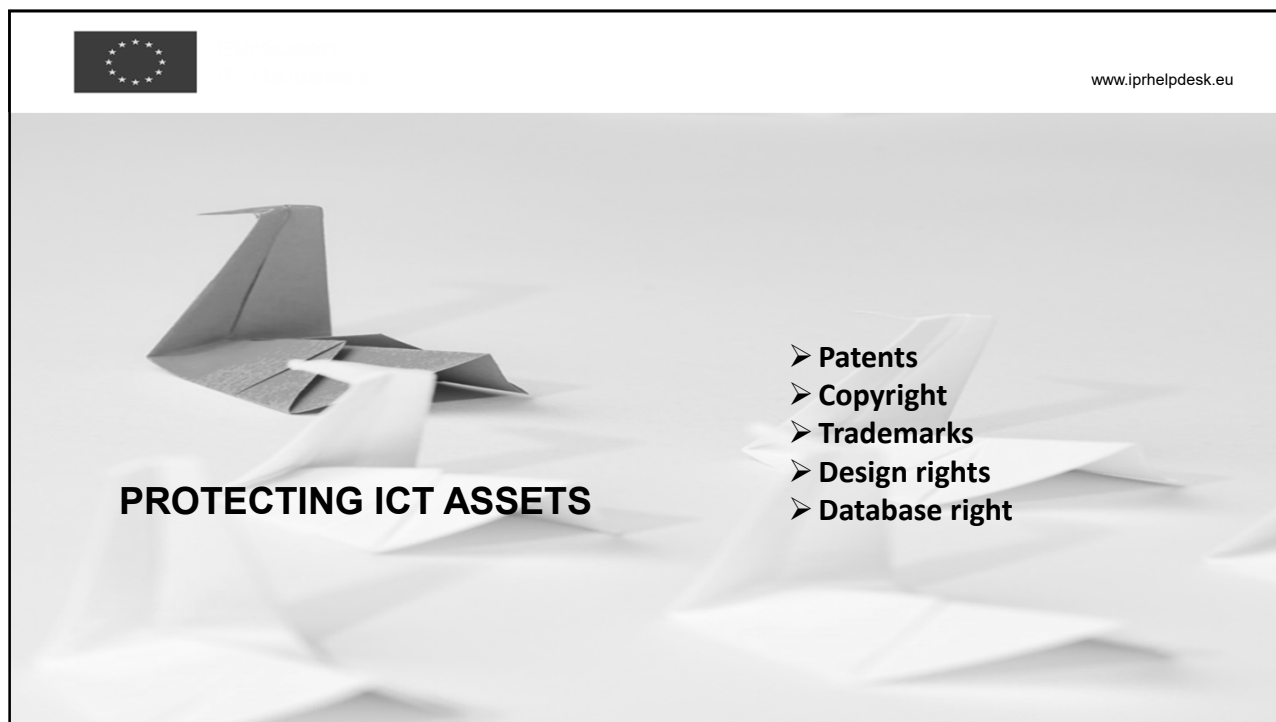 www.iprhelpdesk.eu
PROTECTING ICT ASSETS
➢ Patents
➢ Copyright
➢ Trademarks
➢ Design rights
➢ Database right